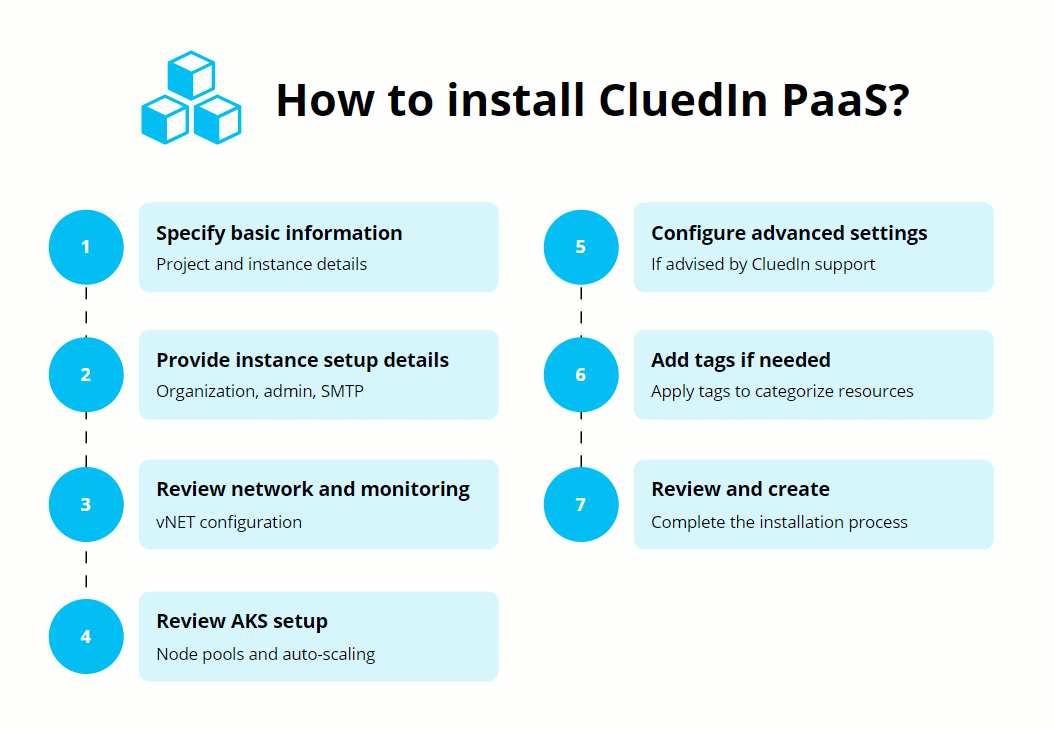 How to install CluedIn PaaS?
1
Specify basic information
Project and instance details
2
Provide instance setup details
Organization, admin, SMTP
3
Review network and monitoring
vNET configuration
4
Review AKS setup
Node pools and auto-scaling
5
Configure advanced settings
If advised by CluedIn support
6
Add tags if needed
Apply tags to categorize resources
7
Review and create
Complete the installation process